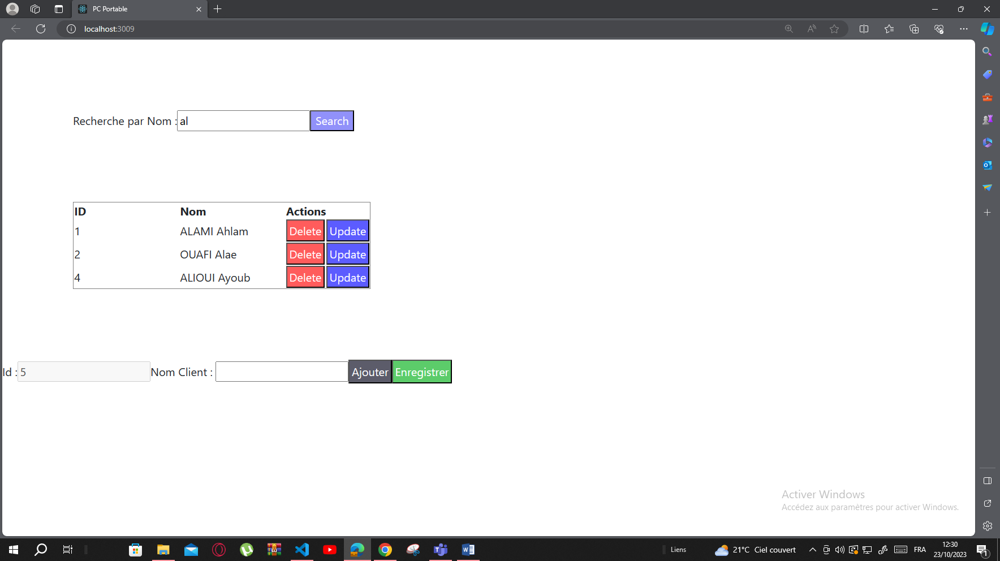 PC Portable
localhost:3009
Recherche par Nom : al Search
ID Nom Actions
1 ALAMI Ahlam Delete Update
2 OUAFI Alae Delete Update
4 ALIOUI Ayoub Delete Update
Id : 5 Nom Client : Ajouter Enregistrer
Activer Windows
Accédez aux paramètres pour activer Windows.
Liens 21°C Ciel couvert FRA 12:30
23/10/2023 1